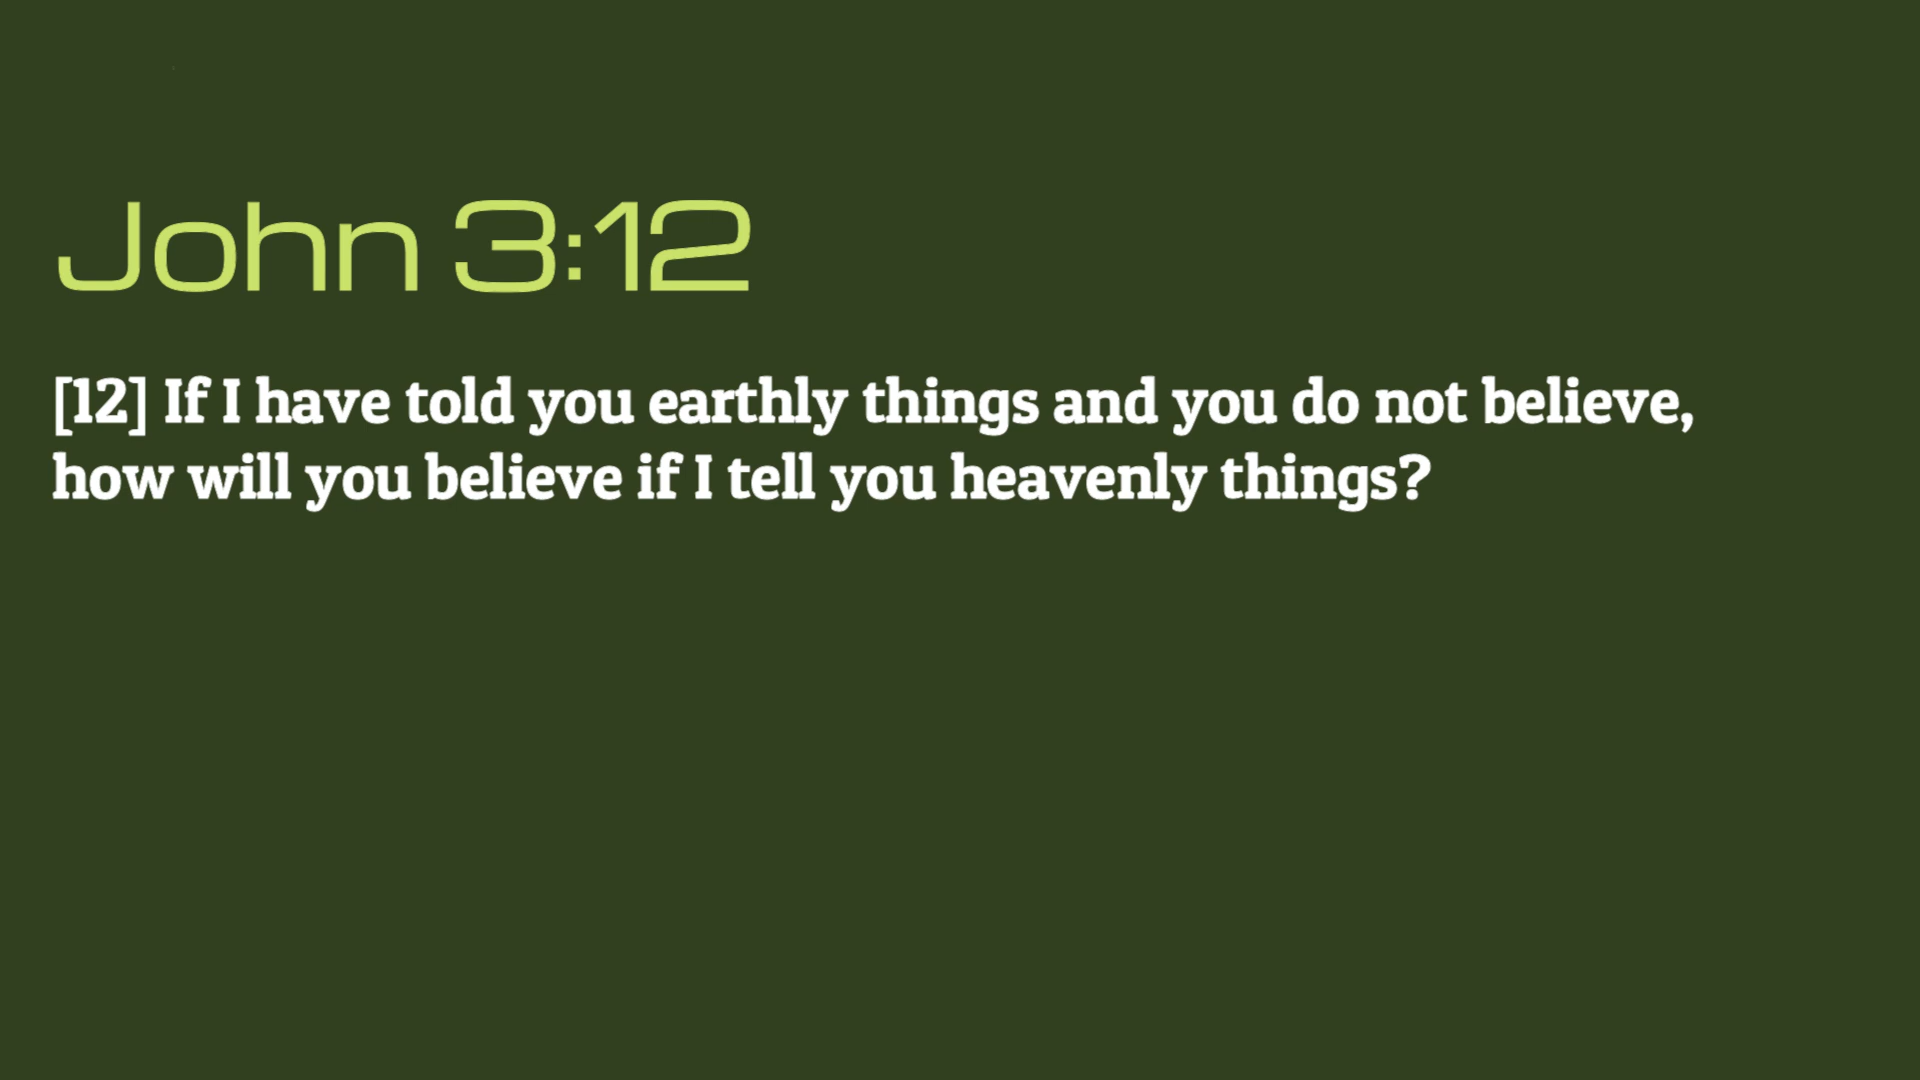 John 3:12
[12] If I have told you earthly things and you do not believe,
how will you believe if I tell you heavenly things?